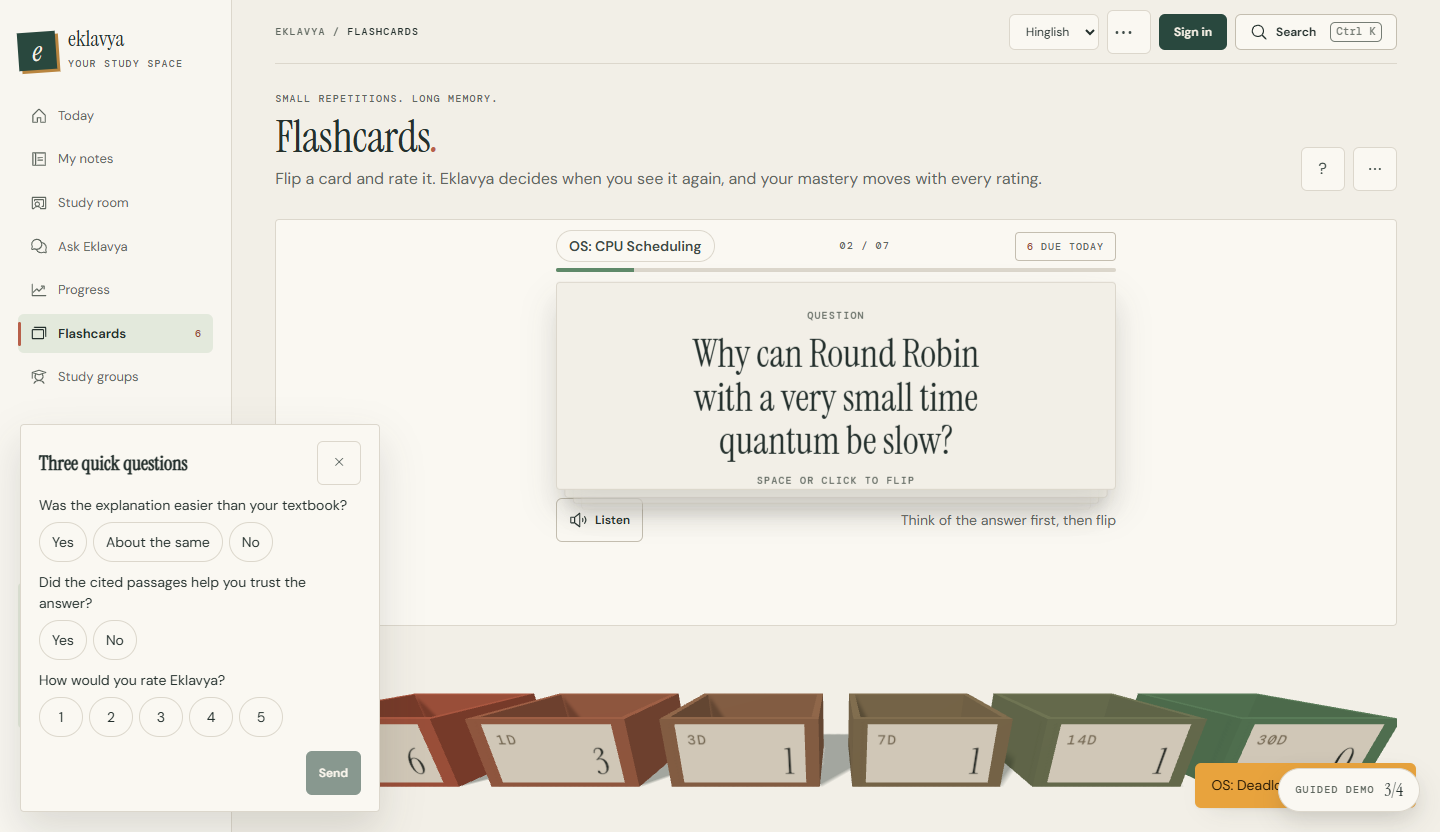 e
eklavya
YOUR STUDY SPACE
Today
My notes
Study room
Ask Eklavya
Progress
Flashcards 6
Study groups
EKLAVYA / FLASHCARDS
Hinglish
...
Sign in
Search Ctrl K
SMALL REPETITIONS. LONG MEMORY.
Flashcards.
Flip a card and rate it. Eklavya decides when you see it again, and your mastery moves with every rating.
?
...
OS: CPU Scheduling
02 / 07
6 DUE TODAY
QUESTION
Why can Round Robin
with a very small time
quantum be slow?
SPACE OR CLICK TO FLIP
Listen
Think of the answer first, then flip
Three quick questions
×
Was the explanation easier than your textbook?
Yes
About the same
No
Did the cited passages help you trust the
answer?
Yes
No
How would you rate Eklavya?
1
2
3
4
5
Send
6
1D
3
3D
1
7D
1
14D
1
30D
0
OS:
GUIDED DEMO 3/4